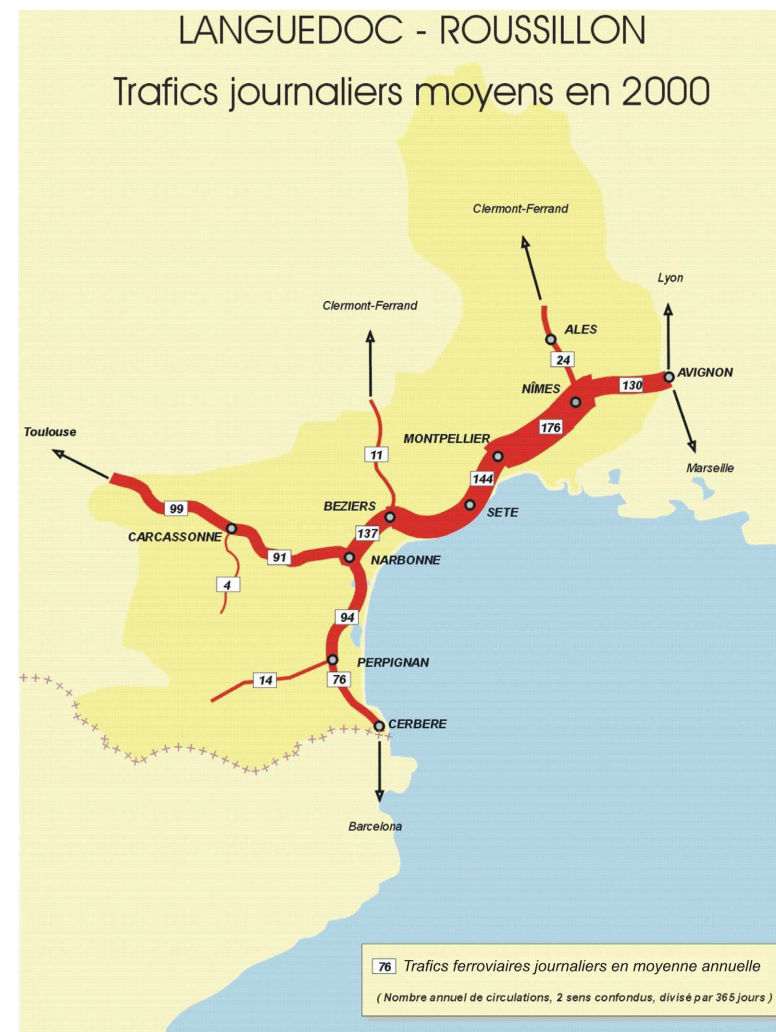 LANGUEDOC - ROUSSILLON
Trafics journaliers moyens en 2000
Clermont-Ferrand
Lyon
Clermont-Ferrand
ALES
24
AVIGNON
130
NÎMES
176
Toulouse
MONTPELLIER
11
Marseille
144
99
BEZIERS
SETE
137
CARCASSONNE
91
NARBONNE
4
94
PERPIGNAN
14
76
CERBERE
Barcelona
76 Trafics ferroviaires journaliers en moyenne annuelle
( Nombre annuel de circulations, 2 sens confondus, divisé par 365 jours )